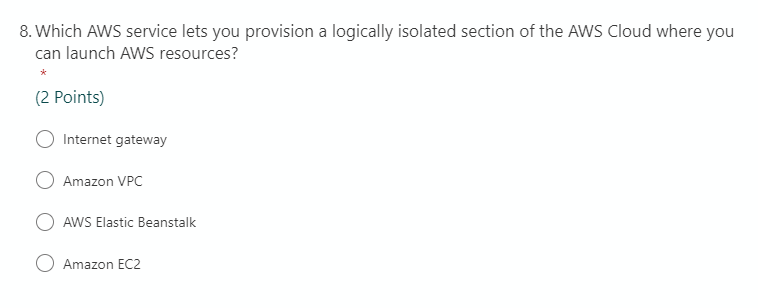 8. Which AWS service lets you provision a logically isolated section of the AWS Cloud where you
can launch AWS resources?
*
(2 Points)
Internet gateway
Amazon VPC
AWS Elastic Beanstalk
Amazon EC2